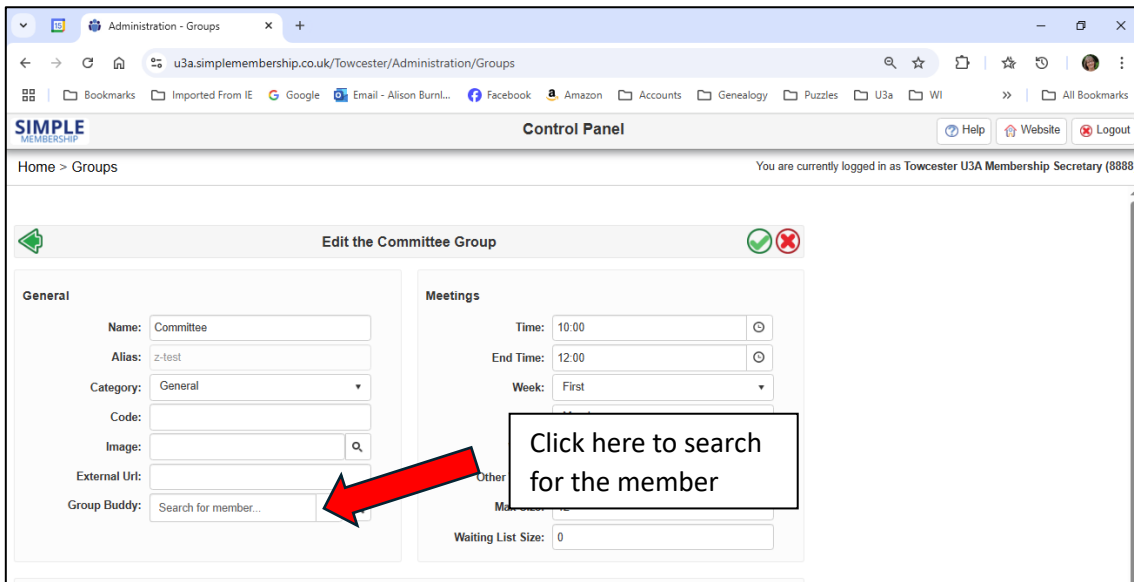 15
Administration - Groups
u3a.simplemembership.co.uk/Towcester/Administration/Groups
Bookmarks Imported From IE Google Email - Alison Burnl... Facebook Amazon Accounts Genealogy Puzzles U3a WI » All Bookmarks
SIMPLE
MEMBERSHIP
Control Panel
Help Website Logout
Home > Groups
You are currently logged in as Towcester U3A Membership Secretary (8888
Edit the Committee Group
General
Name: Committee
Alias: z-test
Category: General
Code:
Image:
External Url:
Group Buddy: Search for member...
Meetings
Time: 10:00
End Time: 12:00
Week: First
Other
Waiting List Size: 0
Click here to search
for the member